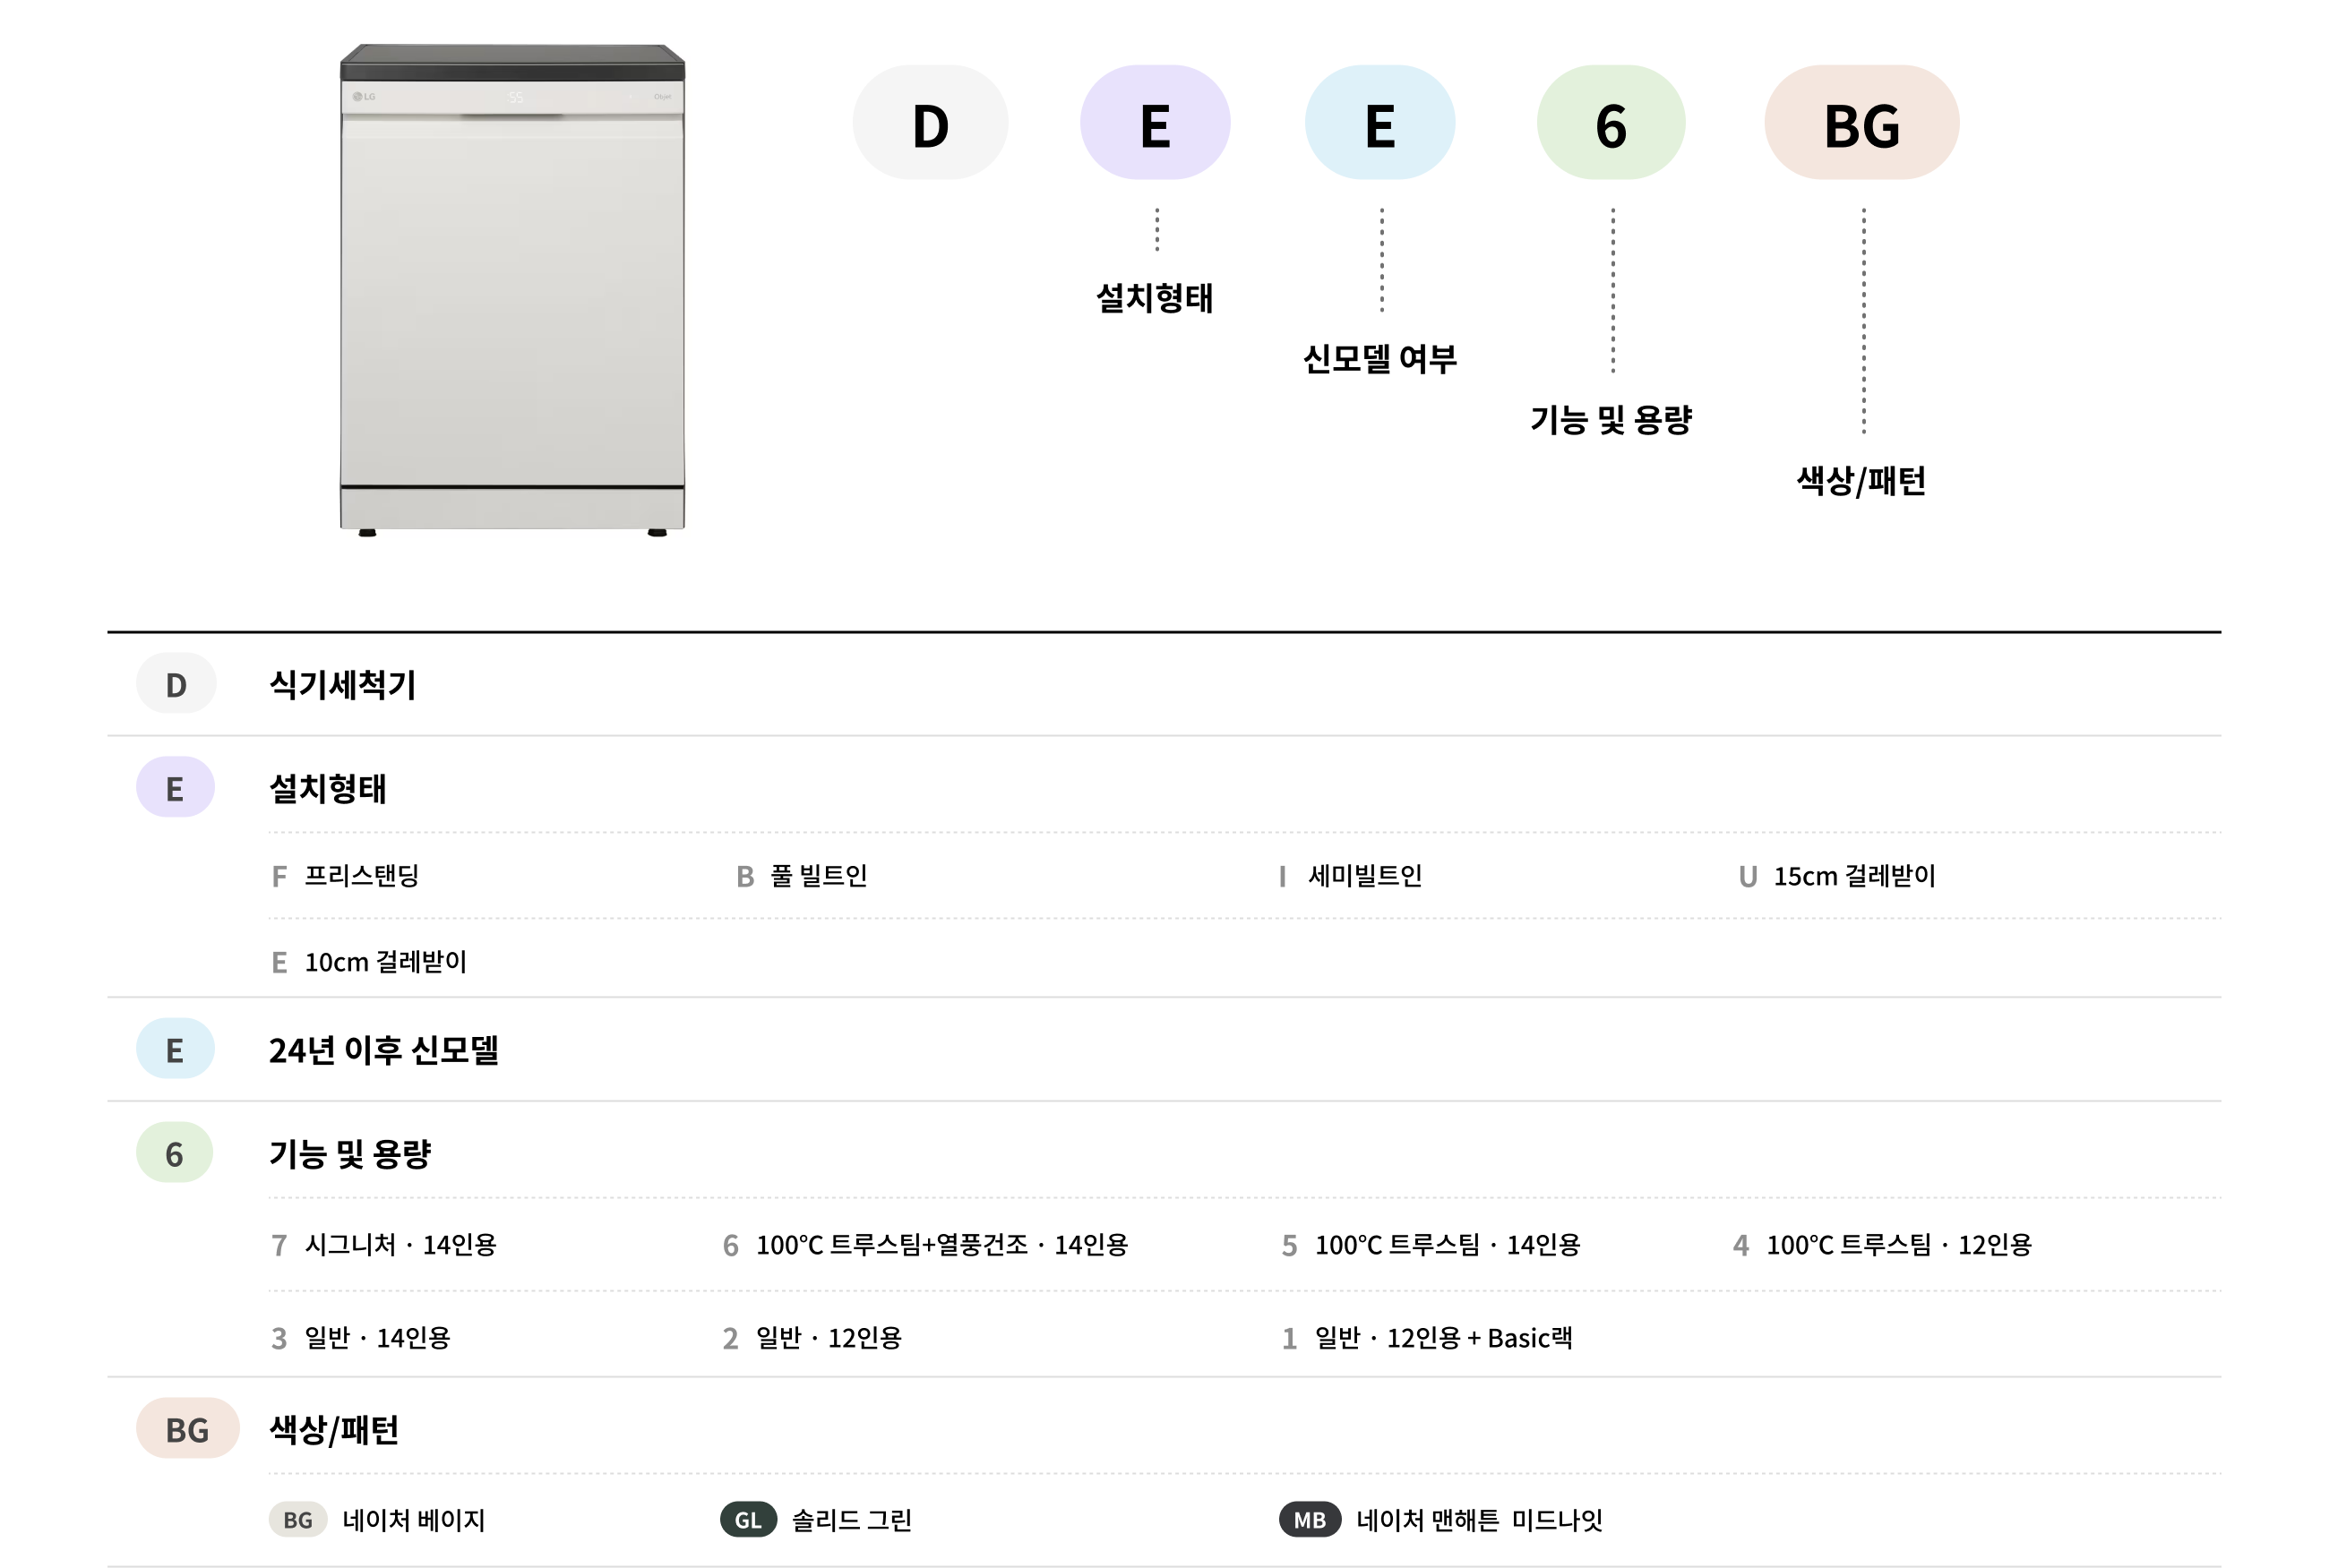 LG
Objet
D E E 6 BG
설치형태
신모델 여부
기능 및 용량
색상/패턴
D 식기세척기
E 설치형태
F 프리스탠딩 B 풀 빌트인 I 세미빌트인 U 15cm 걸레받이
E 10cm 걸레받이
E 24년 이후 신모델
6 기능 및 용량
7 시그니처 · 14인용 6 100°C 트루스팀+열풍건조 · 14인용 5 100°C 트루스팀 · 14인용 4 100°C 트루스팀 · 12인용
3 일반 · 14인용 2 일반 · 12인용 1 일반 · 12인용 + Basic랙
BG 색상/패턴
BG 네이처 베이지 GL 솔리드 그린 MB 네이처 맨해튼 미드나잇